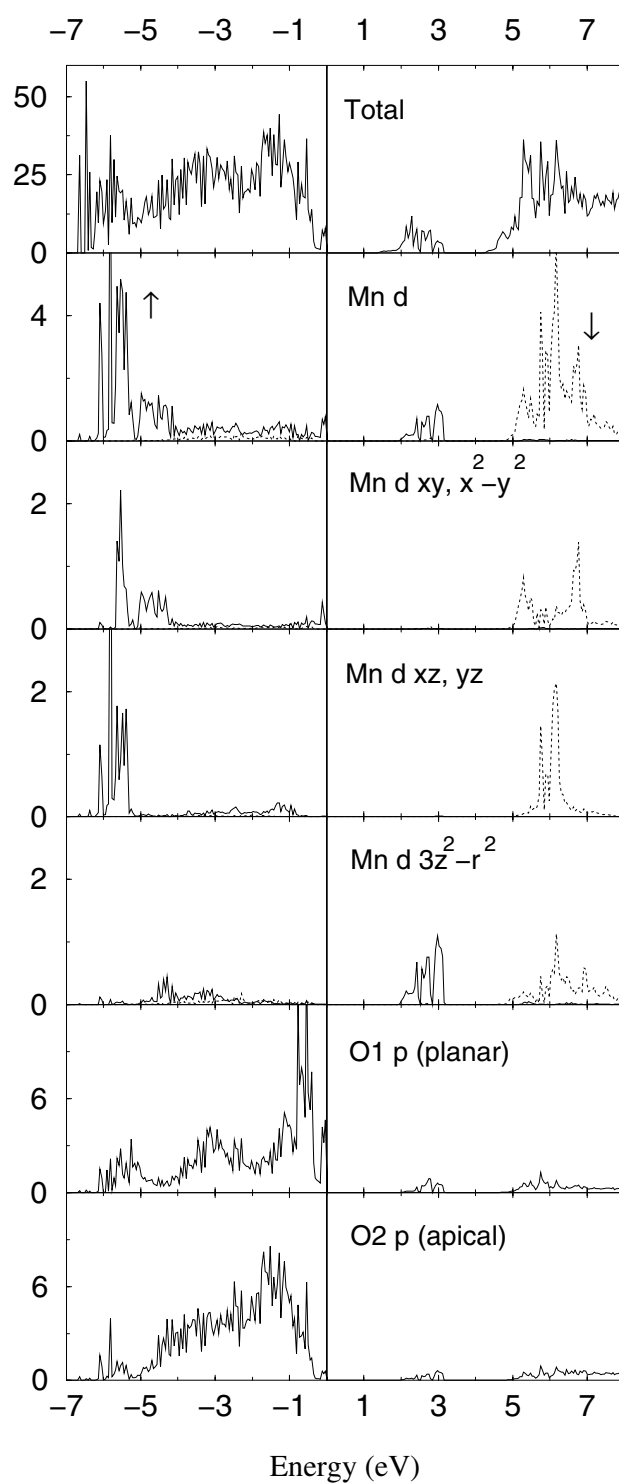 −7 −5 −3 −1 1 3 5 7
50
25
0
Total
4
0
↑
Mn d
↓
2
0
Mn d xy, x²−y²
2
0
Mn d xz, yz
2
0
Mn d 3z²−r²
6
0
O1 p (planar)
6
0
O2 p (apical)
−7 −5 −3 −1 1 3 5 7
Energy (eV)